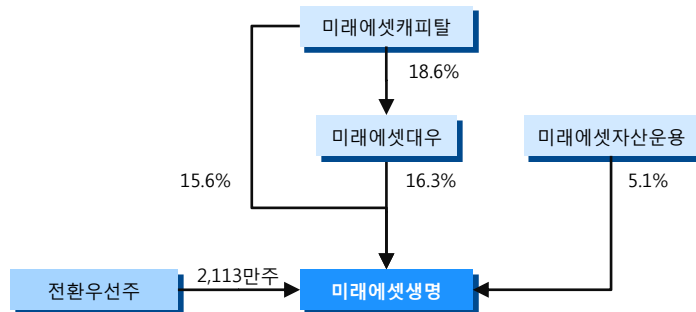 미래에셋캐피탈
18.6%
미래에셋대우
미래에셋자산운용
15.6%
16.3%
5.1%
2,113만주
전환우선주
미래에셋생명